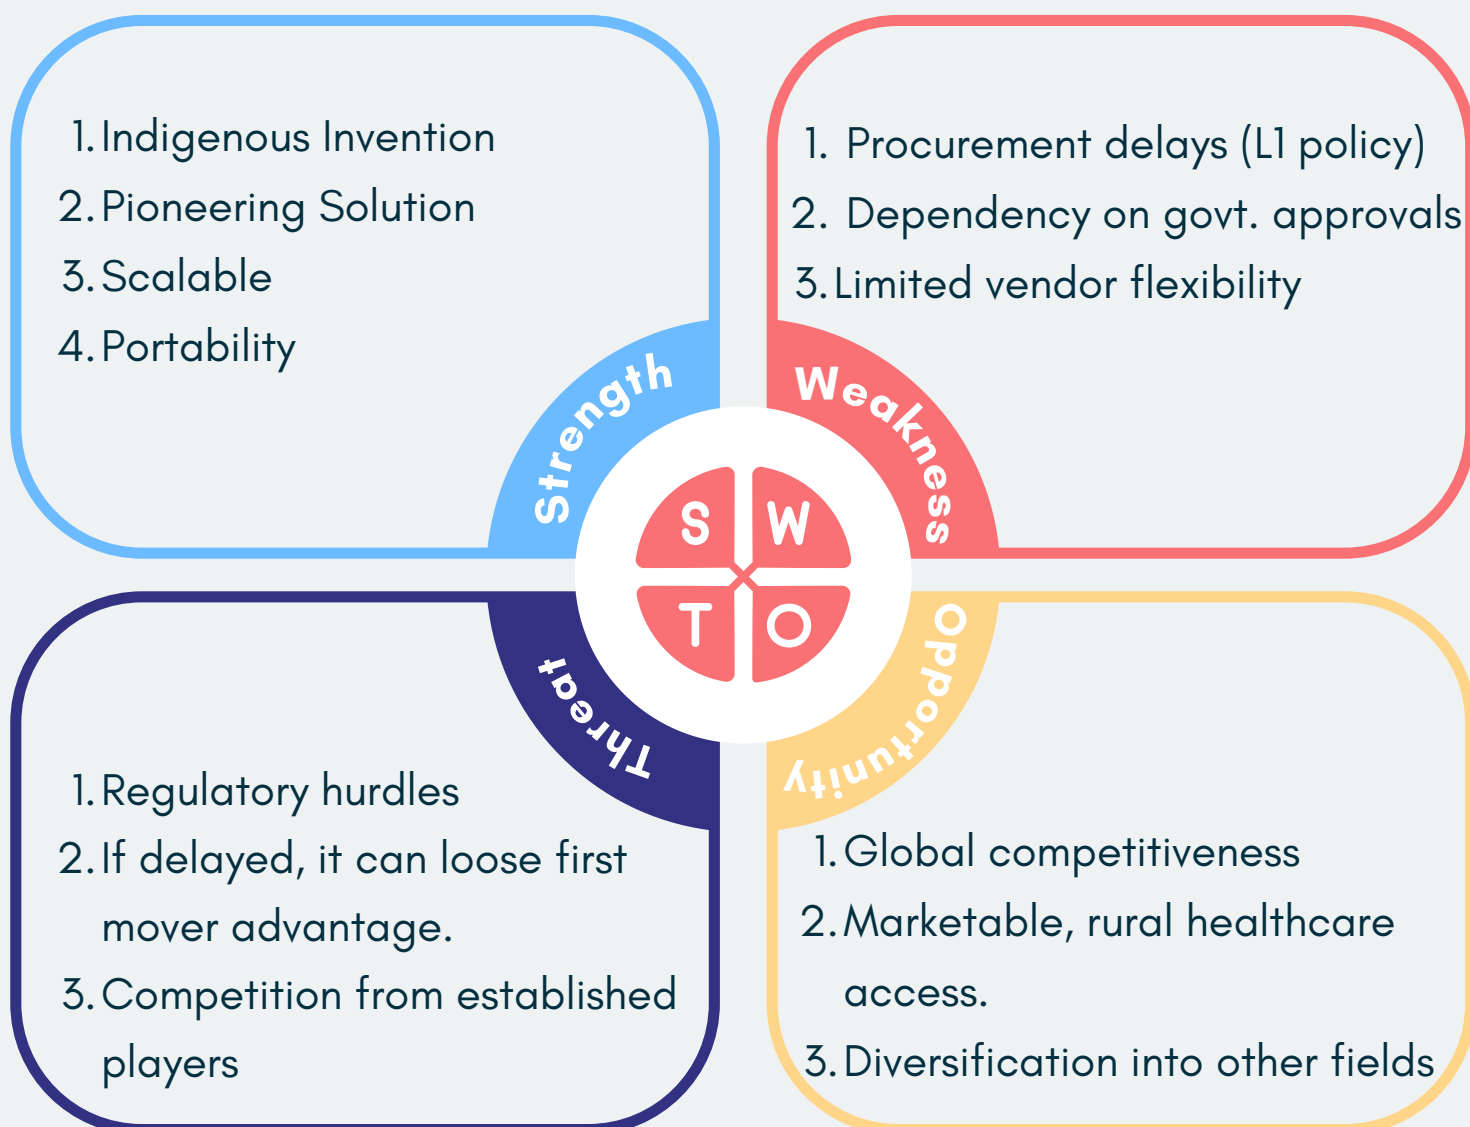 1. Indigenous Invention
2. Pioneering Solution
3. Scalable
4. Portability
Strength
1. Procurement delays (L1 policy)
2. Dependency on govt. approvals
3. Limited vendor flexibility
Weakness
S W
T O
Threat
1. Regulatory hurdles
2. If delayed, it can loose first
mover advantage.
3. Competition from established
players
Opportunity
1. Global competitiveness
2. Marketable, rural healthcare
access.
3. Diversification into other fields